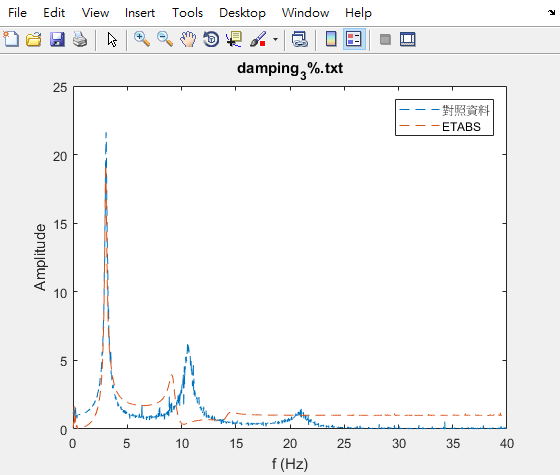 File Edit View Insert Tools Desktop Window Help
damping3%.txt
25
20
15
10
5
0
Amplitude
對照資料
ETABS
0 5 10 15 20 25 30 35 40
f (Hz)